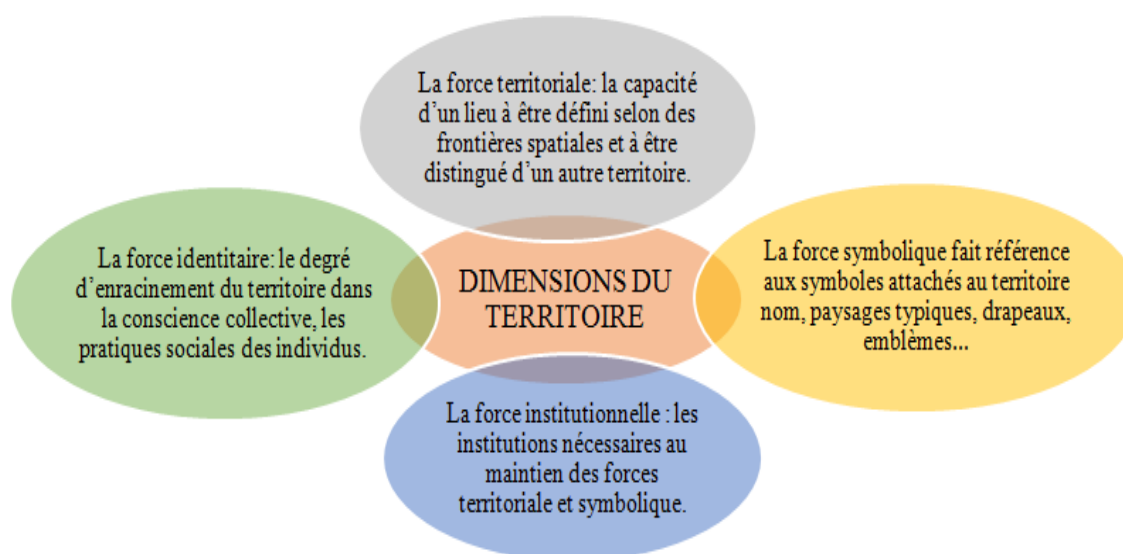 La force territoriale: la capacité
d’un lieu à être défini selon des
frontières spatiales et à être
distingué d’un autre territoire.
La force identitaire: le degré
d’enracinement du territoire dans
la conscience collective, les
pratiques sociales des individus.
DIMENSIONS DU
TERRITOIRE
La force symbolique fait référence
aux symboles attachés au territoire
nom, paysages typiques, drapeaux,
emblèmes...
La force institutionnelle : les
institutions nécessaires au
maintien des forces
territoriale et symbolique.